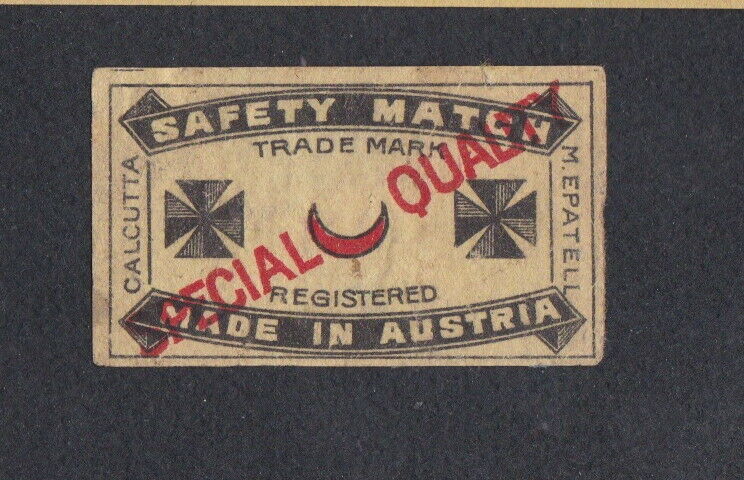 SAFETY MATCH
TRADE MARK
CALCUTTA
M.EPATELL
SPECIAL QUALITY
REGISTERED
MADE IN AUSTRIA